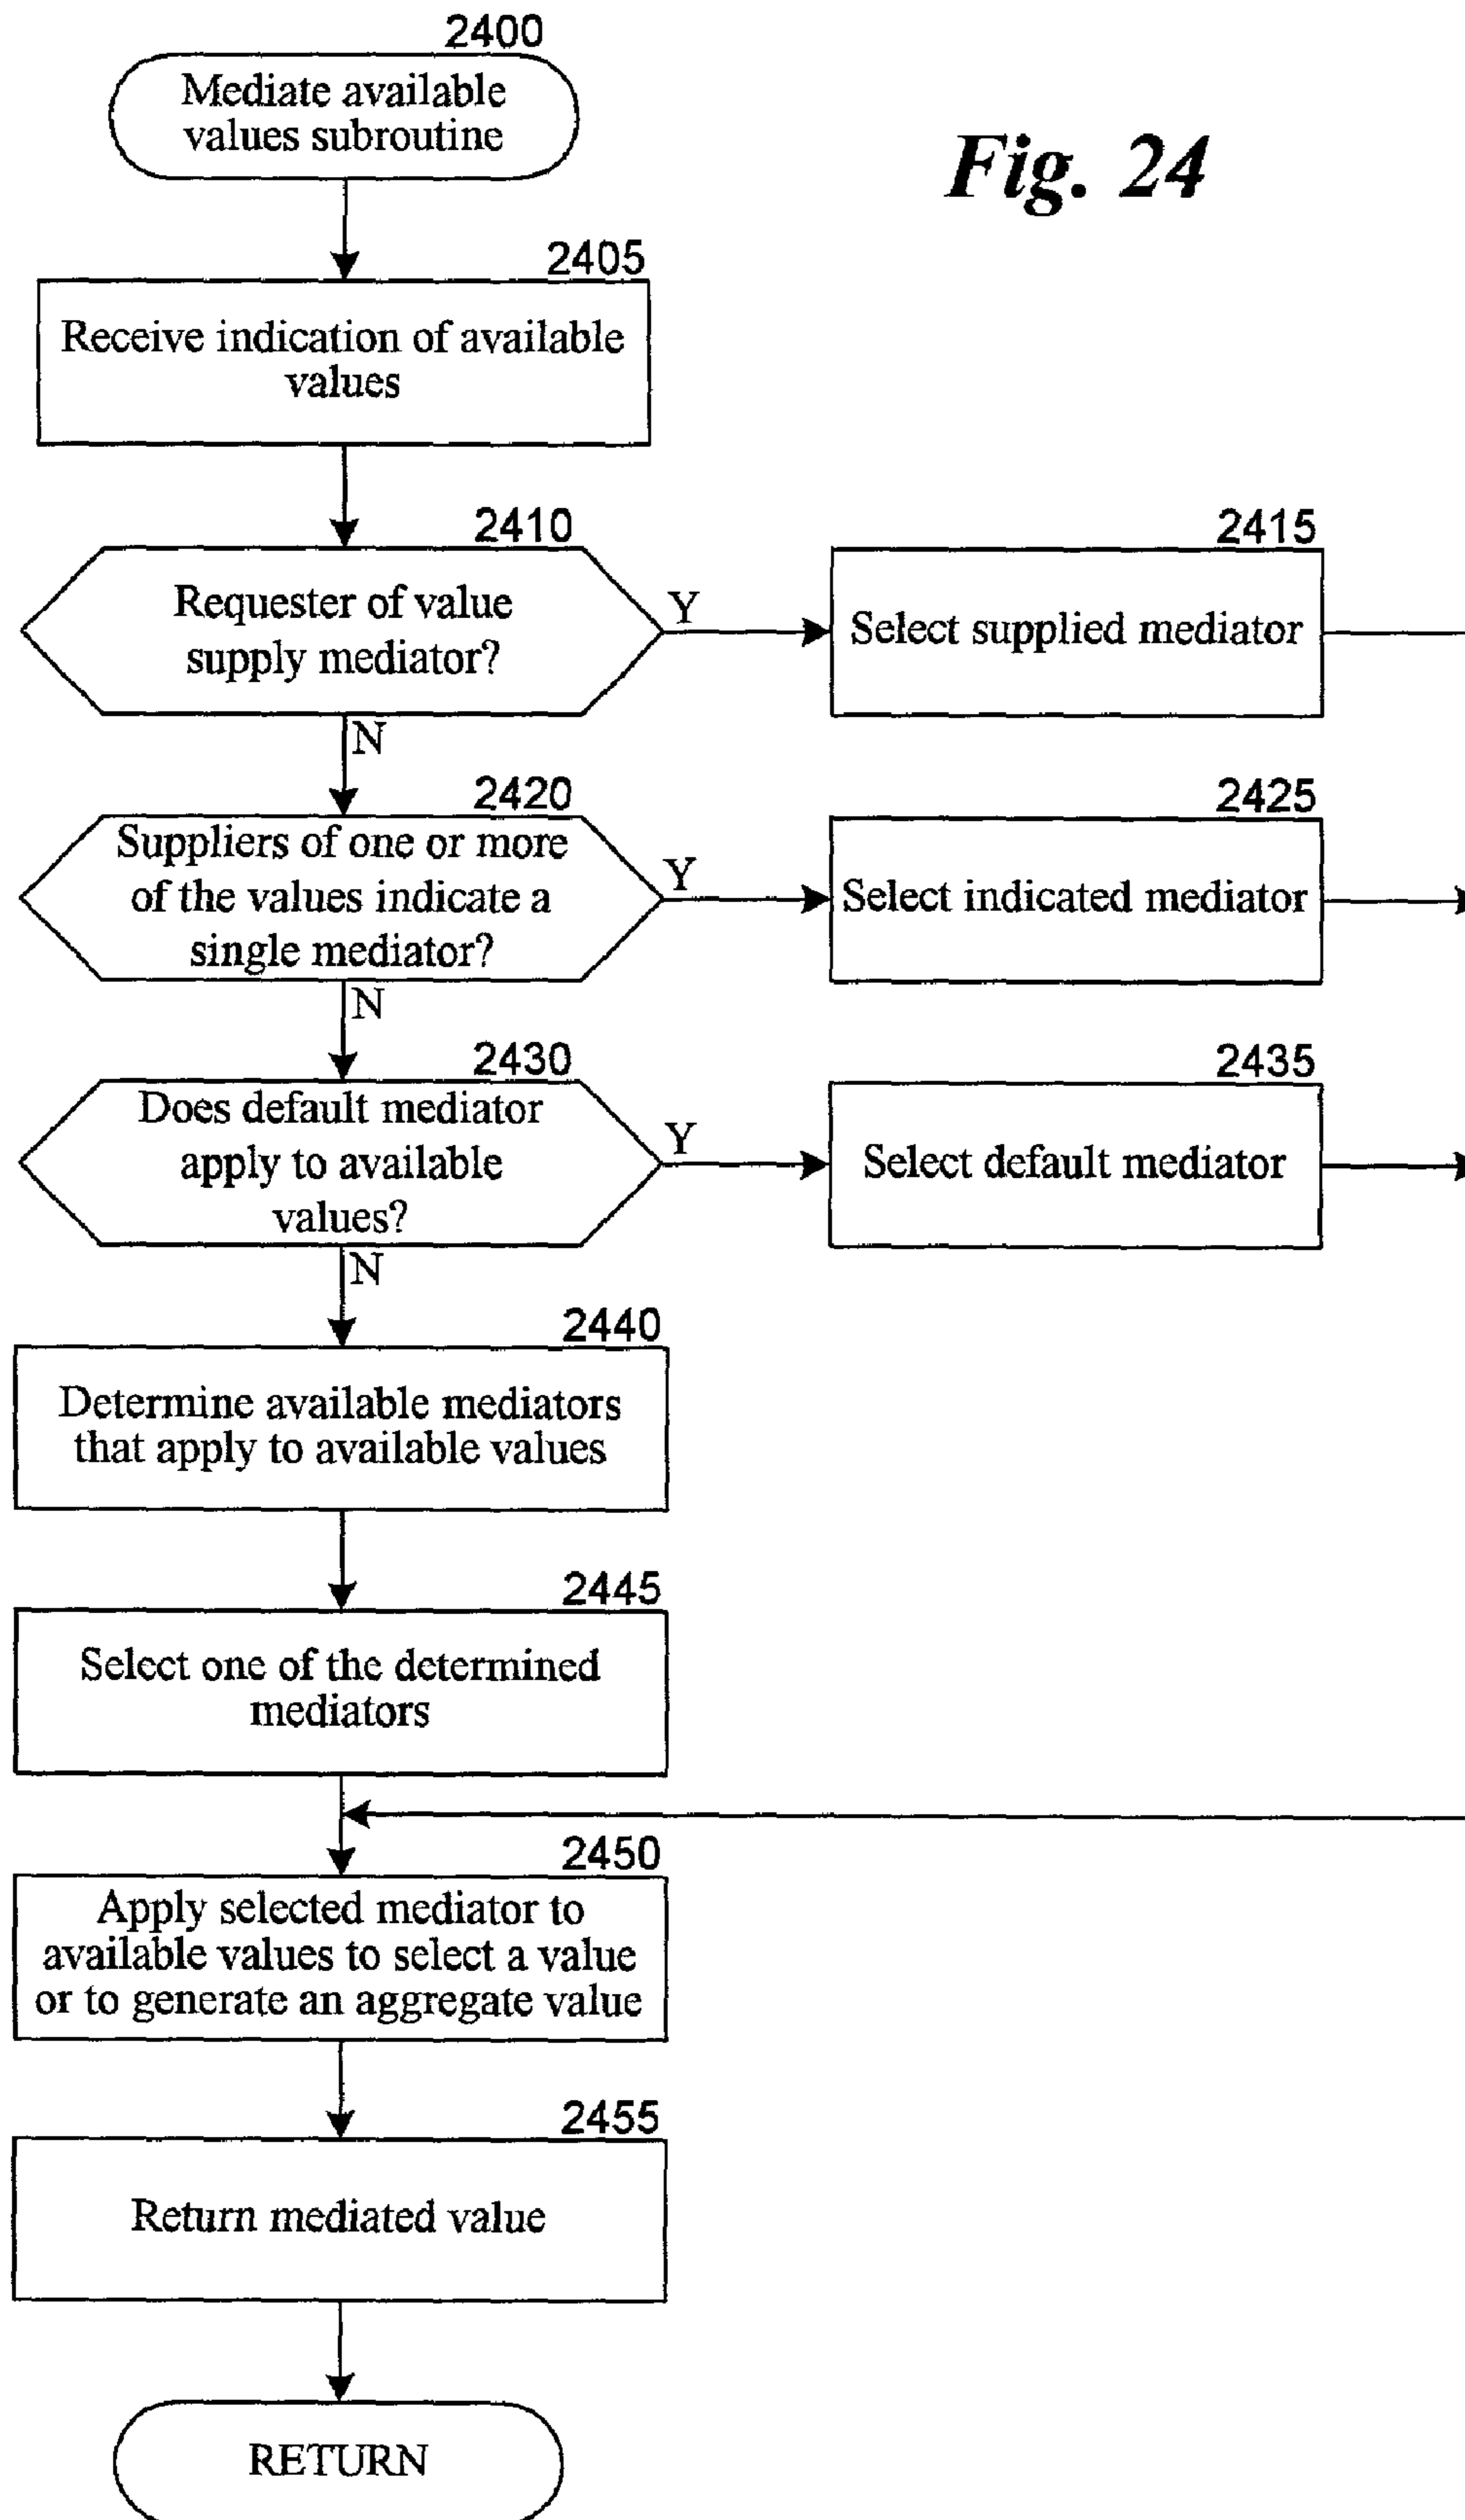 2400
Mediate available
values subroutine
Fig. 24
2405
Receive indication of available
values
2410
Requester of value
supply mediator?
Y
2415
Select supplied mediator
N
2420
Suppliers of one or more
of the values indicate a
single mediator?
Y
2425
Select indicated mediator
N
2430
Does default mediator
apply to available
values?
Y
2435
Select default mediator
N
2440
Determine available mediators
that apply to available values
2445
Select one of the determined
mediators
2450
Apply selected mediator to
available values to select a value
or to generate an aggregate value
2455
Return mediated value
RETURN